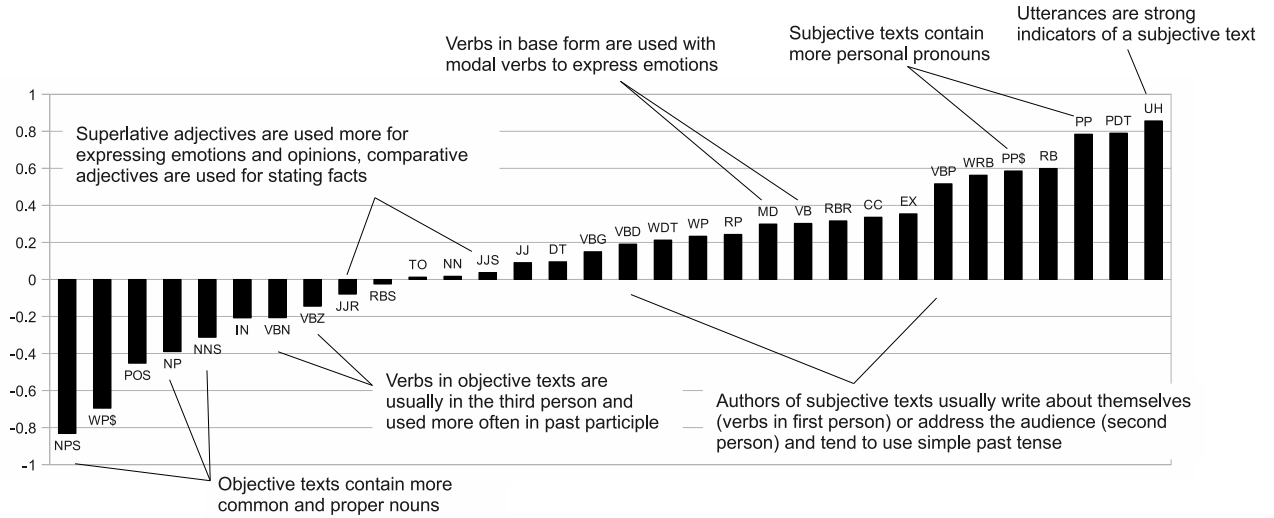 Utterances are strong
indicators of a subjective text
Subjective texts contain
more personal pronouns
Verbs in base form are used with
modal verbs to express emotions
Superlative adjectives are used more for
expressing emotions and opinions, comparative
adjectives are used for stating facts
1
0.8
0.6
0.4
0.2
0
-0.2
-0.4
-0.6
-0.8
-1
NPS
WP$
POS
NP
NNS
IN
VBN
VBZ
JJR
RBS
TO
NN
JJS
JJ
DT
VBG
VBD
WDT
WP
RP
MD
VB
RBR
CC
EX
VBP
WRB
PP$
RB
PP
PDT
UH
Verbs in objective texts are
usually in the third person and
used more often in past participle
Authors of subjective texts usually write about themselves
(verbs in first person) or address the audience (second
person) and tend to use simple past tense
Objective texts contain more
common and proper nouns